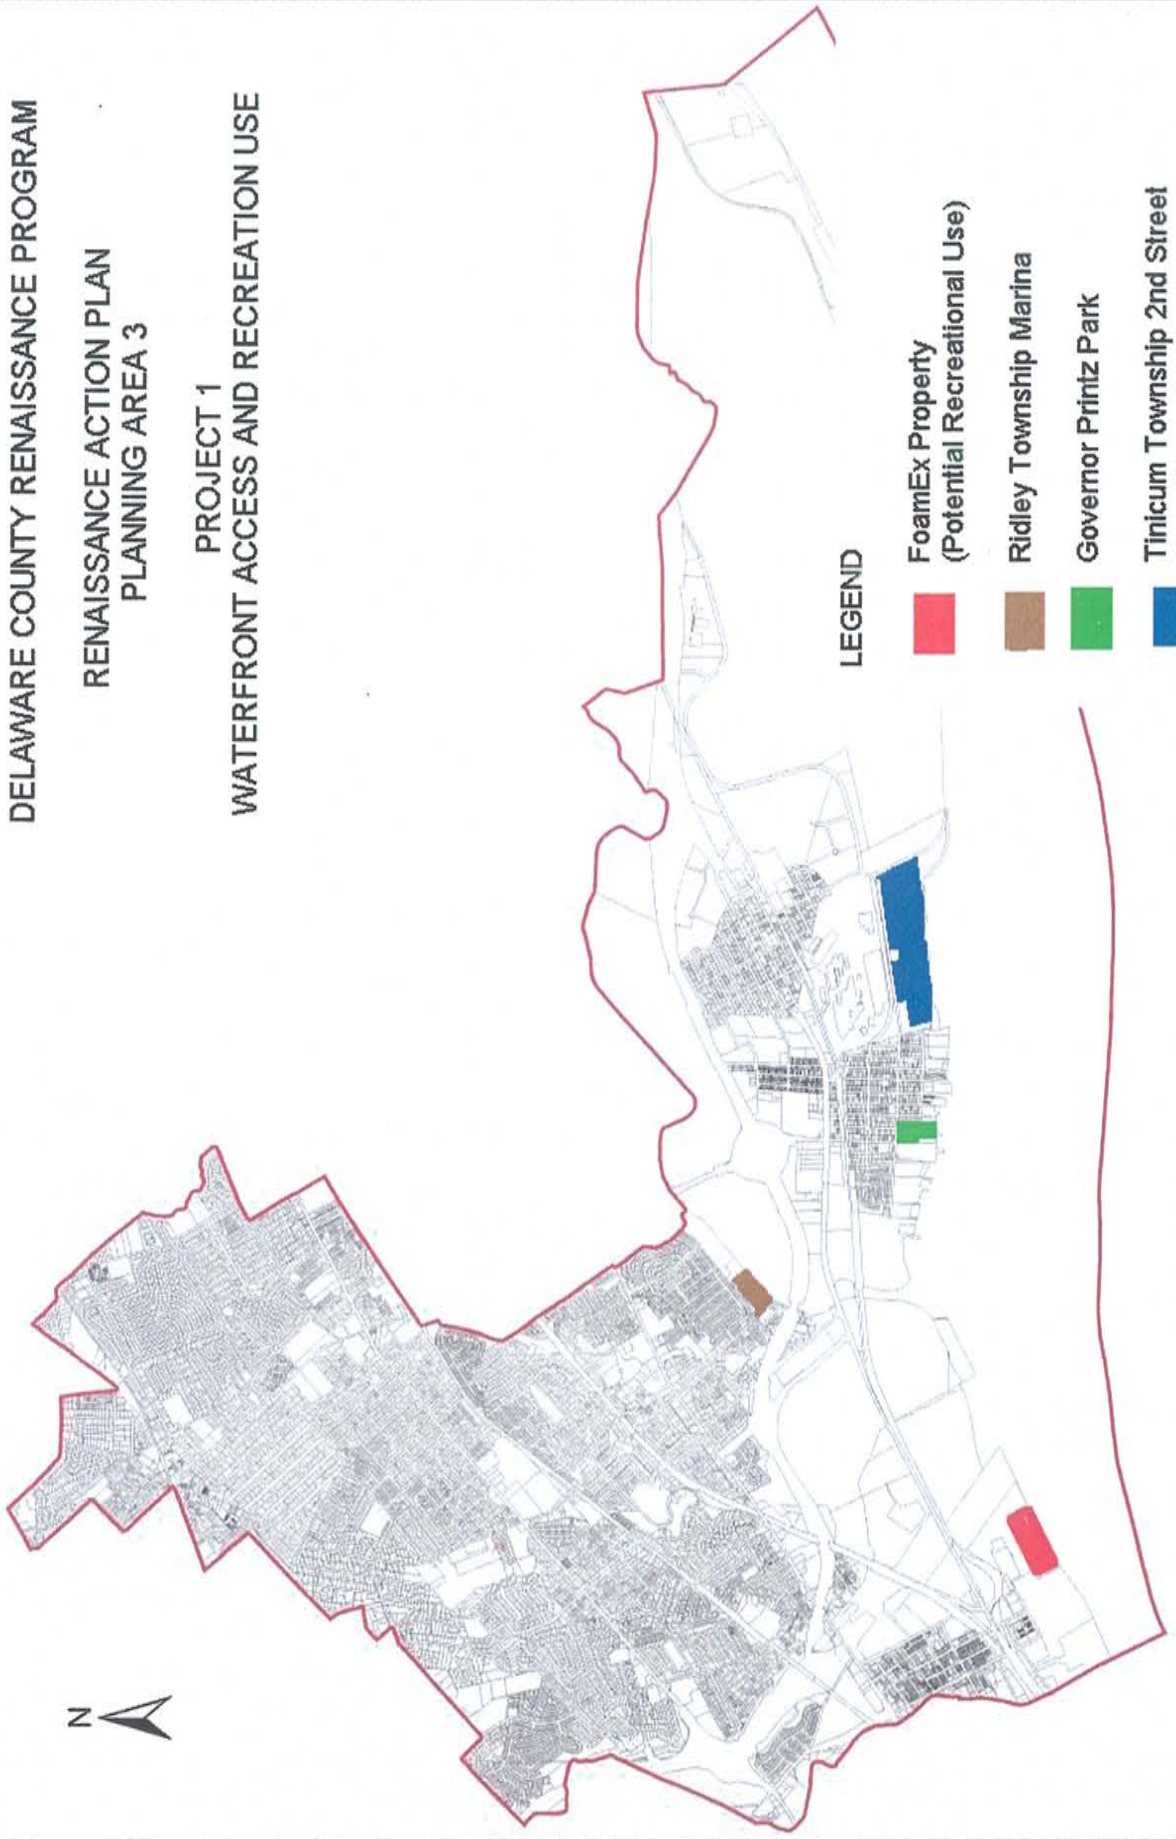 DELAWARE COUNTY RENAISSANCE PROGRAM
RENAISSANCE ACTION PLAN
PLANNING AREA 3
PROJECT 1
WATERFRONT ACCESS AND RECREATION USE
N
LEGEND
FoamEx Property
(Potential Recreational Use)
Ridley Township Marina
Governor Printz Park
Tinicum Township 2nd Street